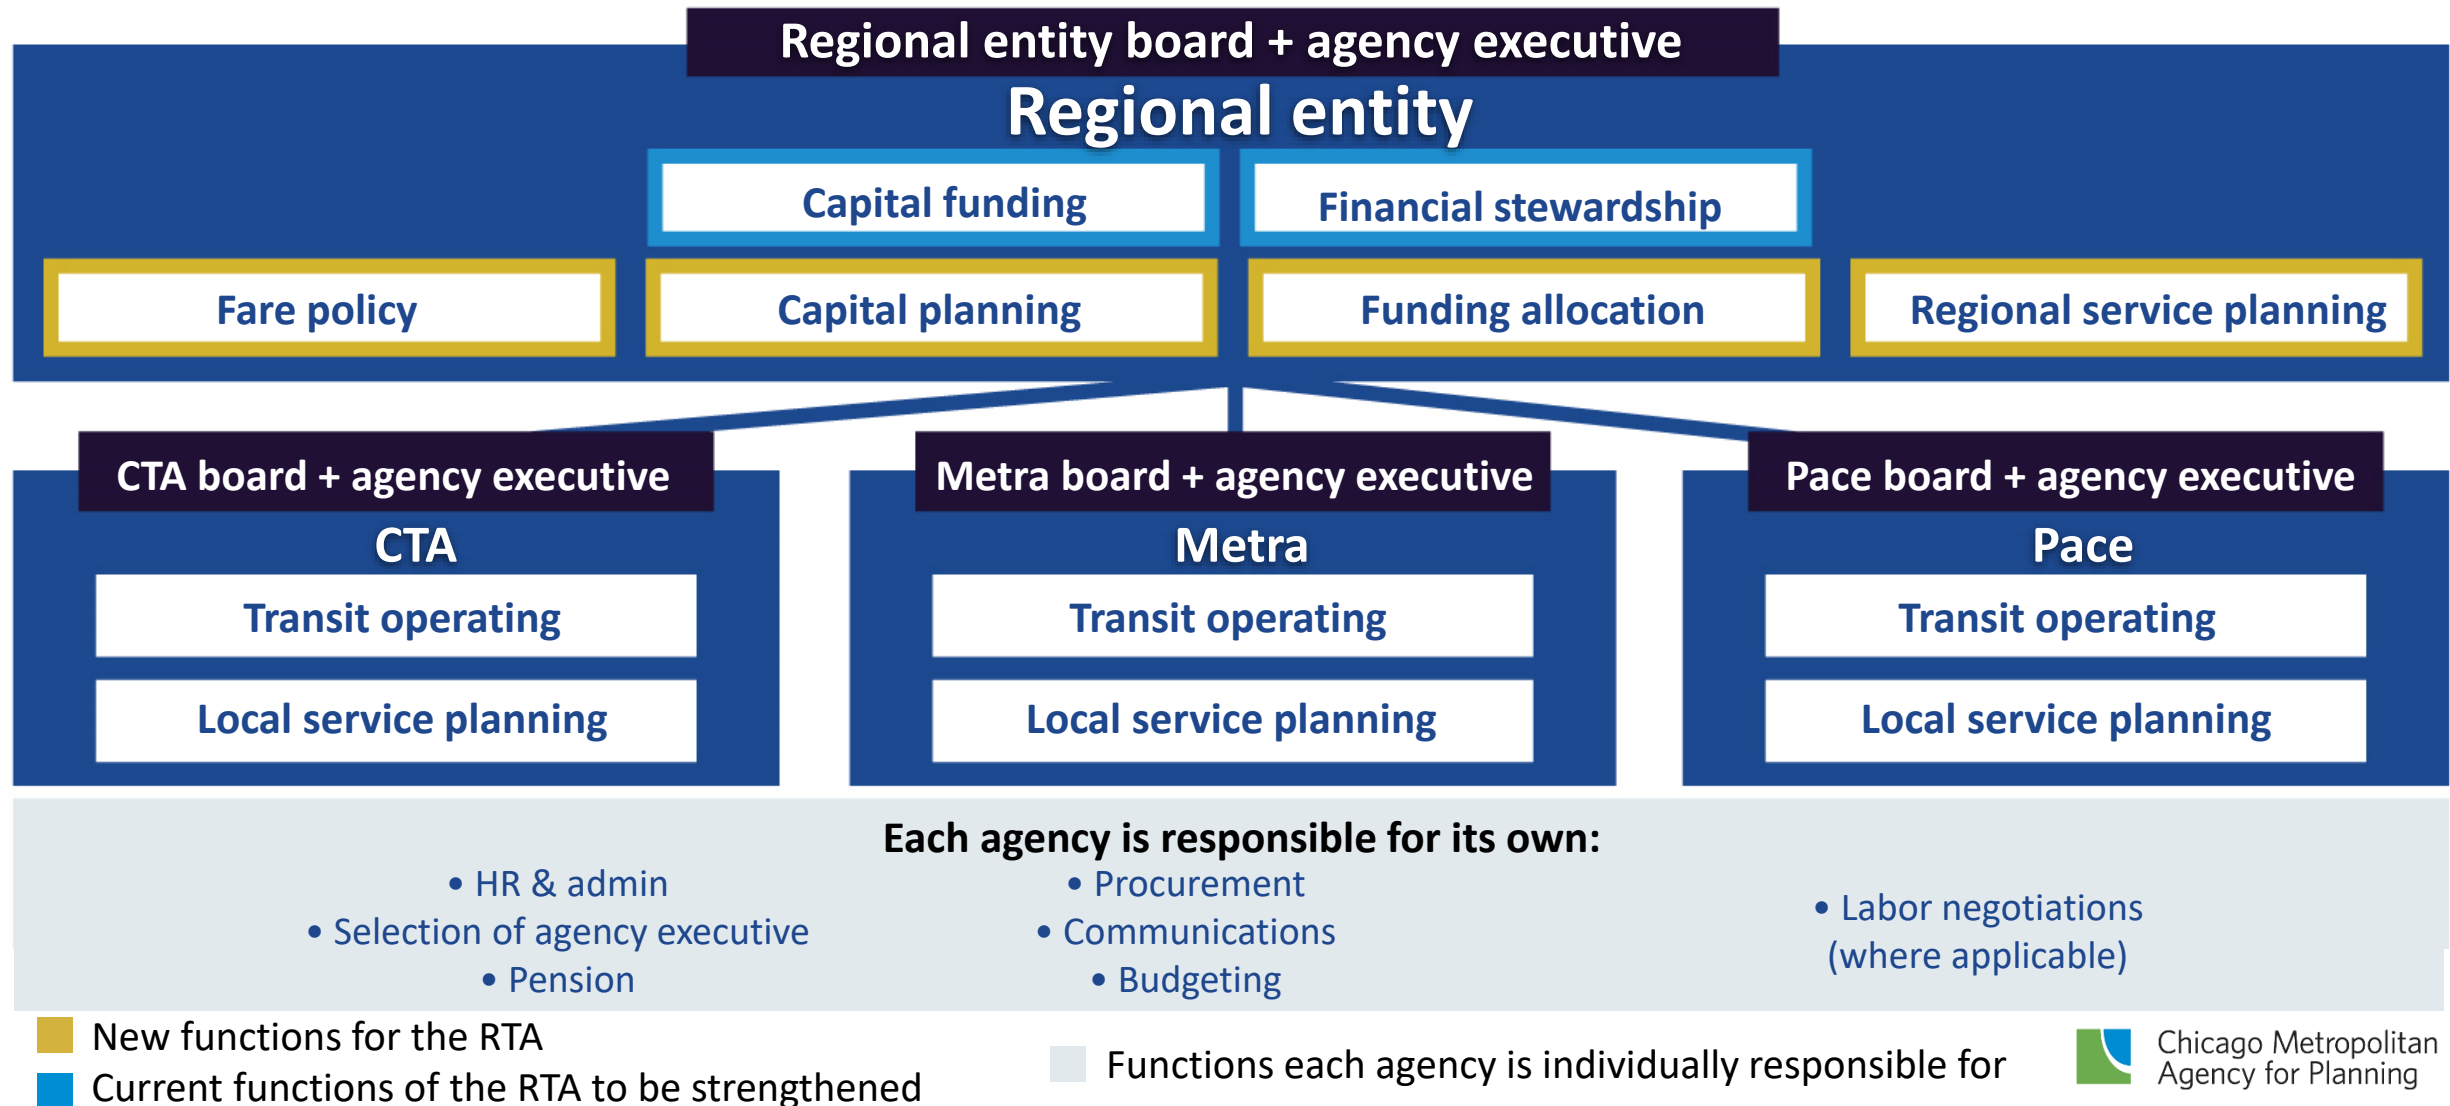 Regional entity board + agency executive
Regional entity
Capital funding
Financial stewardship
Fare policy
Capital planning
Funding allocation
Regional service planning
CTA board + agency executive
CTA
Transit operating
Local service planning
Metra board + agency executive
Metra
Transit operating
Local service planning
Pace board + agency executive
Pace
Transit operating
Local service planning
Each agency is responsible for its own:
• HR & admin
• Selection of agency executive
• Pension
• Procurement
• Communications
• Budgeting
• Labor negotiations
(where applicable)
New functions for the RTA
Current functions of the RTA to be strengthened
Functions each agency is individually responsible for
Chicago Metropolitan
Agency for Planning